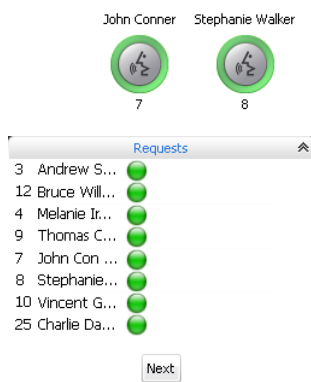 John Conner Stephanie Walker
7 8
Requests
3 Andrew S...
12 Bruce Will...
4 Melanie Ir...
9 Thomas C...
7 John Con ...
8 Stephanie...
10 Vincent G...
25 Charlie Da...
Next